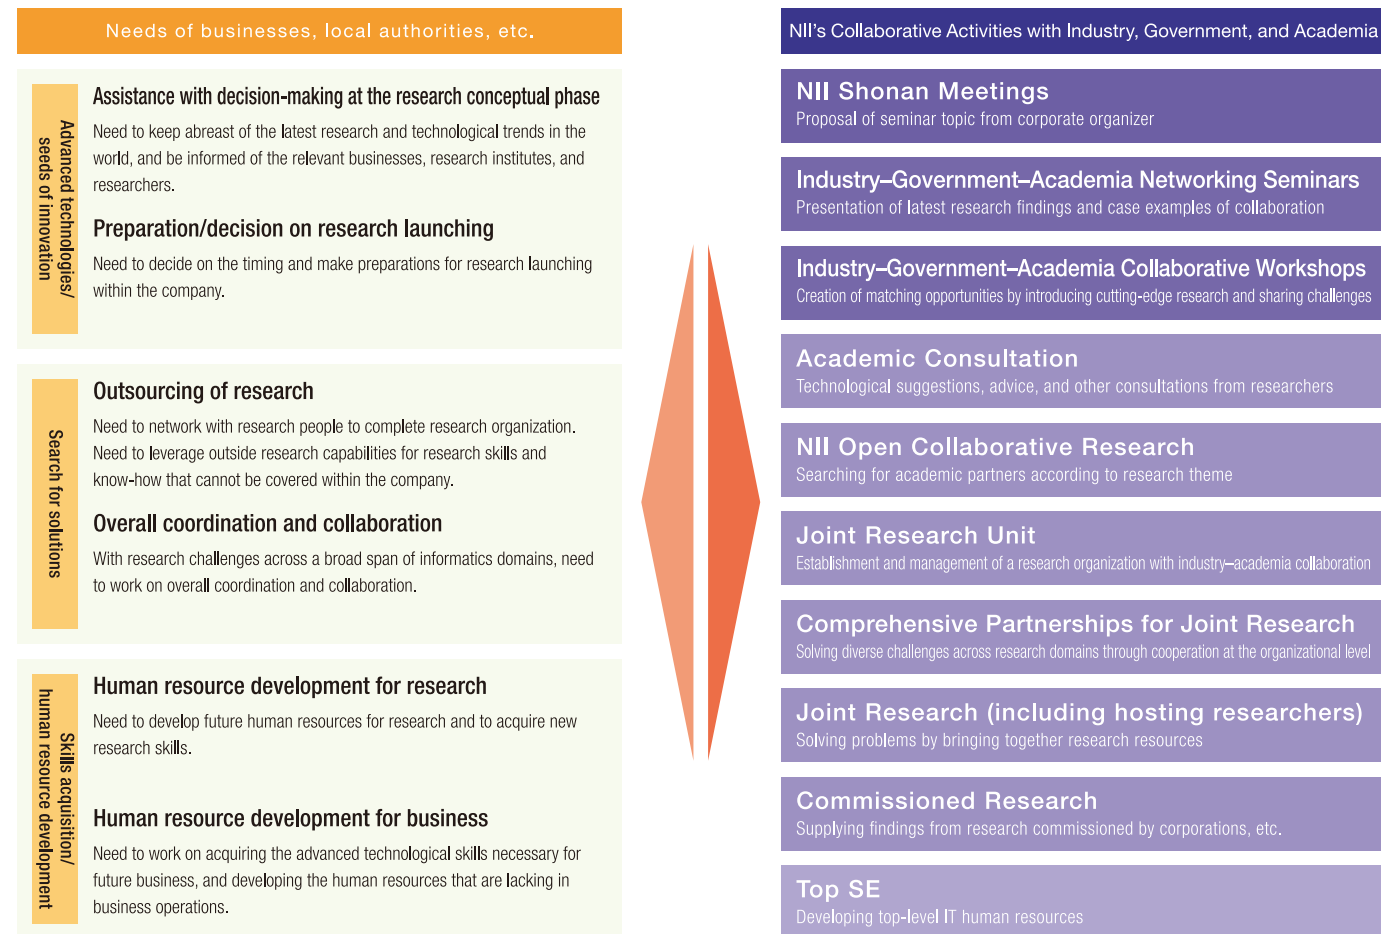 Needs of businesses, local authorities, etc.
Advanced technologies/
seeds of innovation
Assistance with decision-making at the research conceptual phase
Need to keep abreast of the latest research and technological trends in the
world, and be informed of the relevant businesses, research institutes, and
researchers.
Preparation/decision on research launching
Need to decide on the timing and make preparations for research launching
within the company.
Search for solutions
Outsourcing of research
Need to network with research people to complete research organization.
Need to leverage outside research capabilities for research skills and
know-how that cannot be covered within the company.
Overall coordination and collaboration
With research challenges across a broad span of informatics domains, need
to work on overall coordination and collaboration.
Skills acquisition/
human resource development
Human resource development for research
Need to develop future human resources for research and to acquire new
research skills.
Human resource development for business
Need to work on acquiring the advanced technological skills necessary for
future business, and developing the human resources that are lacking in
business operations.
NII's Collaborative Activities with Industry, Government, and Academia
NII Shonan Meetings
Proposal of seminar topic from corporate organizer
Industry–Government–Academia Networking Seminars
Presentation of latest research findings and case examples of collaboration
Industry–Government–Academia Collaborative Workshops
Creation of matching opportunities by introducing cutting-edge research and sharing challenges
Academic Consultation
Technological suggestions, advice, and other consultations from researchers
NII Open Collaborative Research
Searching for academic partners according to research theme
Joint Research Unit
Establishment and management of a research organization with industry–academia collaboration
Comprehensive Partnerships for Joint Research
Solving diverse challenges across research domains through cooperation at the organizational level
Joint Research (including hosting researchers)
Solving problems by bringing together research resources
Commissioned Research
Supplying findings from research commissioned by corporations, etc.
Top SE
Developing top-level IT human resources